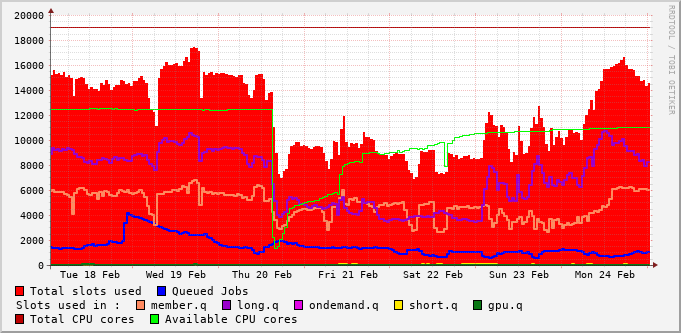 RRDTOOL / TOBI OETIKER
20000
18000
16000
14000
12000
10000
8000
6000
4000
2000
0
Tue 18 Feb Wed 19 Feb Thu 20 Feb Fri 21 Feb Sat 22 Feb Sun 23 Feb Mon 24 Feb
Total slots used Queued Jobs
Slots used in : member.q long.q ondemand.q short.q gpu.q
Total CPU cores Available CPU cores